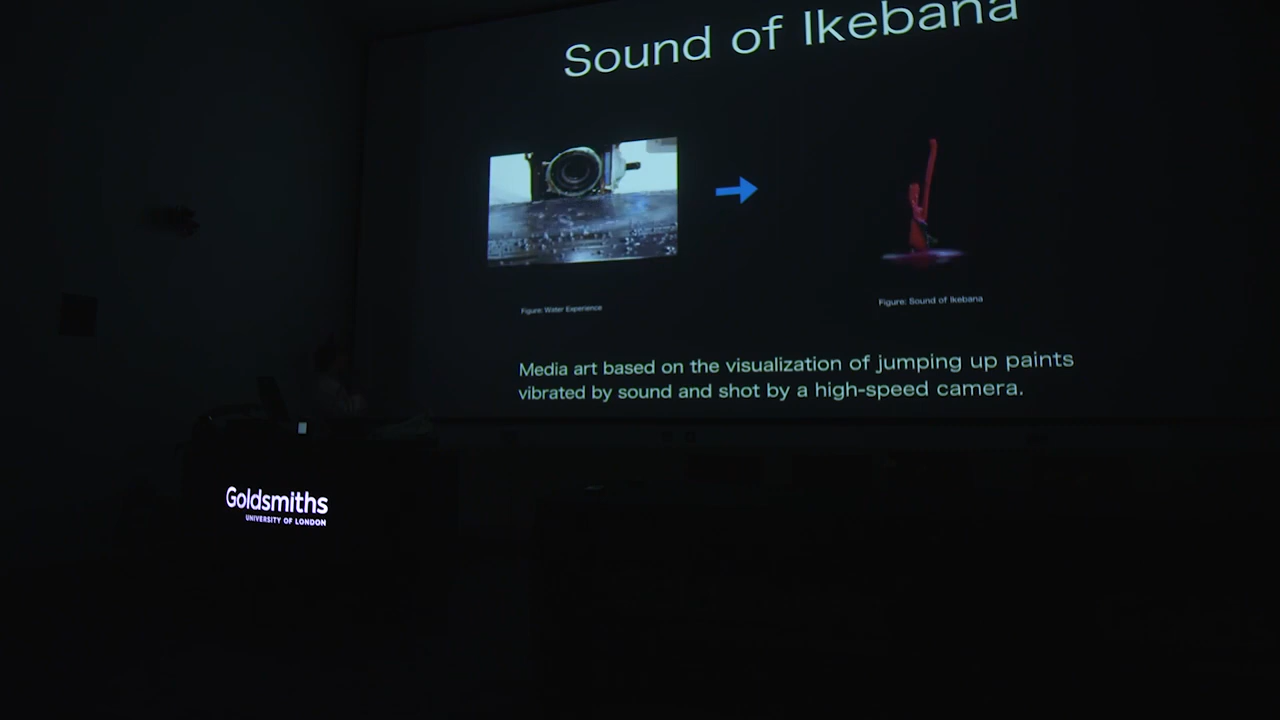 Sound of Ikebana
Figure: Water Experience
Figure: Sound of Ikebana
Media art based on the visualization of jumping up paints
vibrated by sound and shot by a high-speed camera.
Goldsmiths
UNIVERSITY OF LONDON